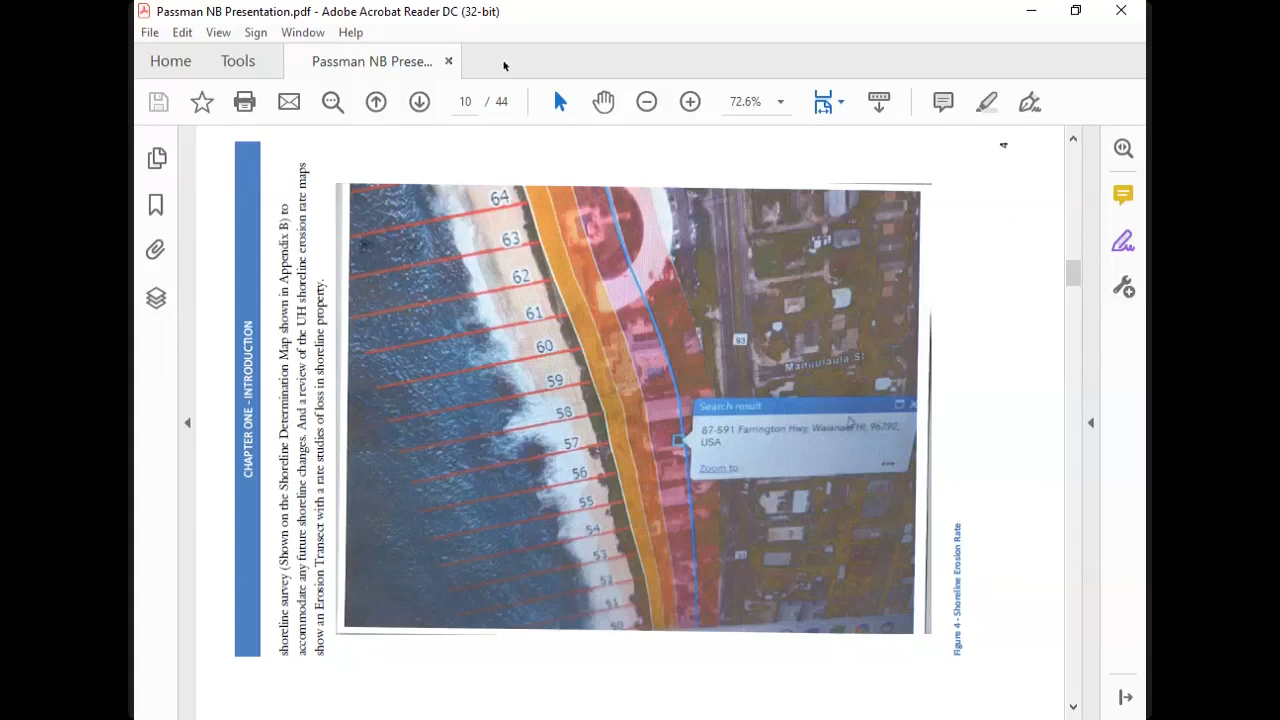 Passman NB Presentation.pdf - Adobe Acrobat Reader DC (32-bit)
File Edit View Sign Window Help
Home Tools Passman NB Prese...
10 / 44 72.6%
4
CHAPTER ONE - INTRODUCTION
shoreline survey (Shown on the Shoreline Determination Map shown in Appendix B) to
accommodate any future shoreline changes. And a review of the UH shoreline erosion rate maps
show an Erosion Transect with a rate studies of loss in shoreline property.
64
63
62
61
60
59
58
57
56
55
54
53
52
51
50
93
Search result
87-591 Farrington Hwy, Waianae, HI, 96792,
USA
Zoom to
Figure 4 - Shoreline Erosion Rate